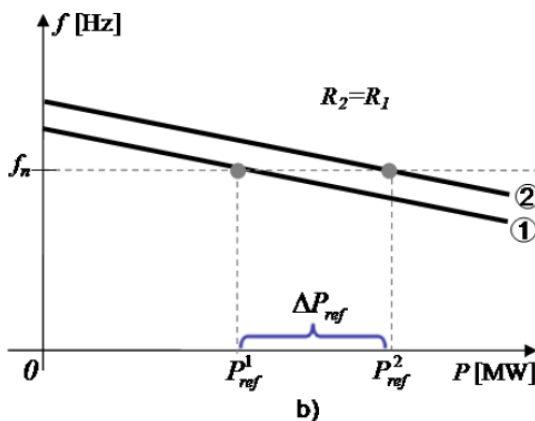 f [Hz]
R₂=R₁
fₙ
②
①
ΔP_ref
0
P¹_ref
P²_ref
P [MW]
b)